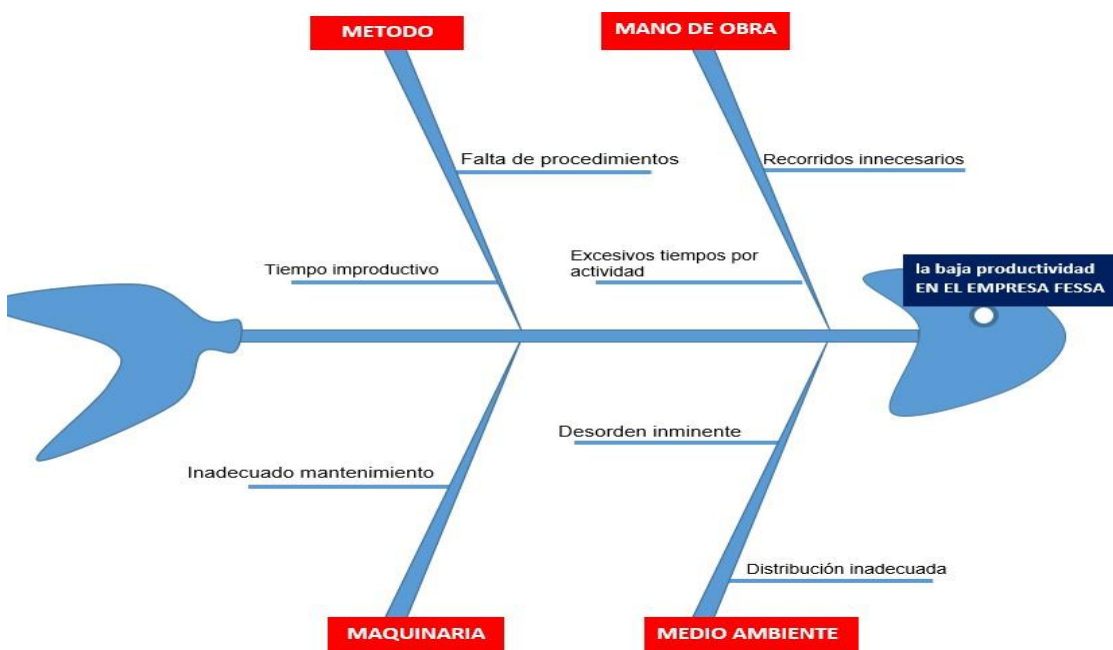 METODO
MANO DE OBRA
Falta de procedimientos
Recorridos innecesarios
Tiempo improductivo
Excesivos tiempos por
actividad
la baja productividad
EN EL EMPRESA FESSA
Desorden inminente
Inadecuado mantenimiento
Distribución inadecuada
MAQUINARIA
MEDIO AMBIENTE